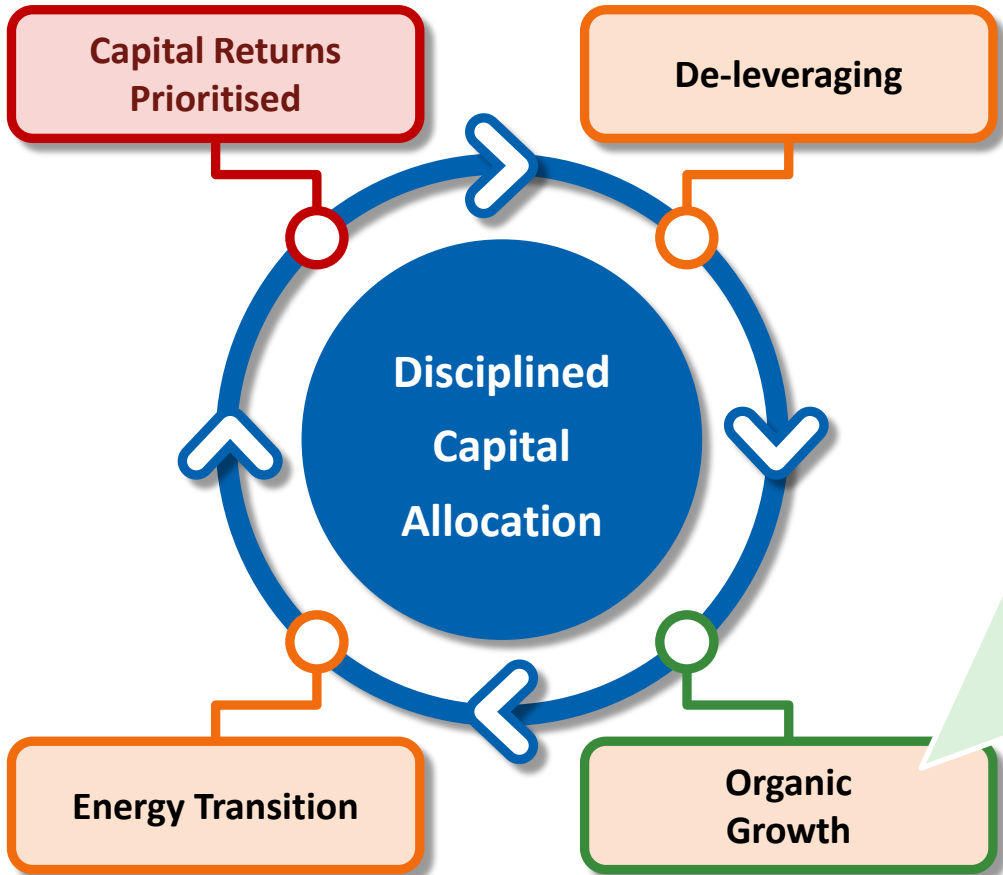 Capital Returns
Prioritised
De-leveraging
Disciplined
Capital
Allocation
Energy Transition
Organic
Growth